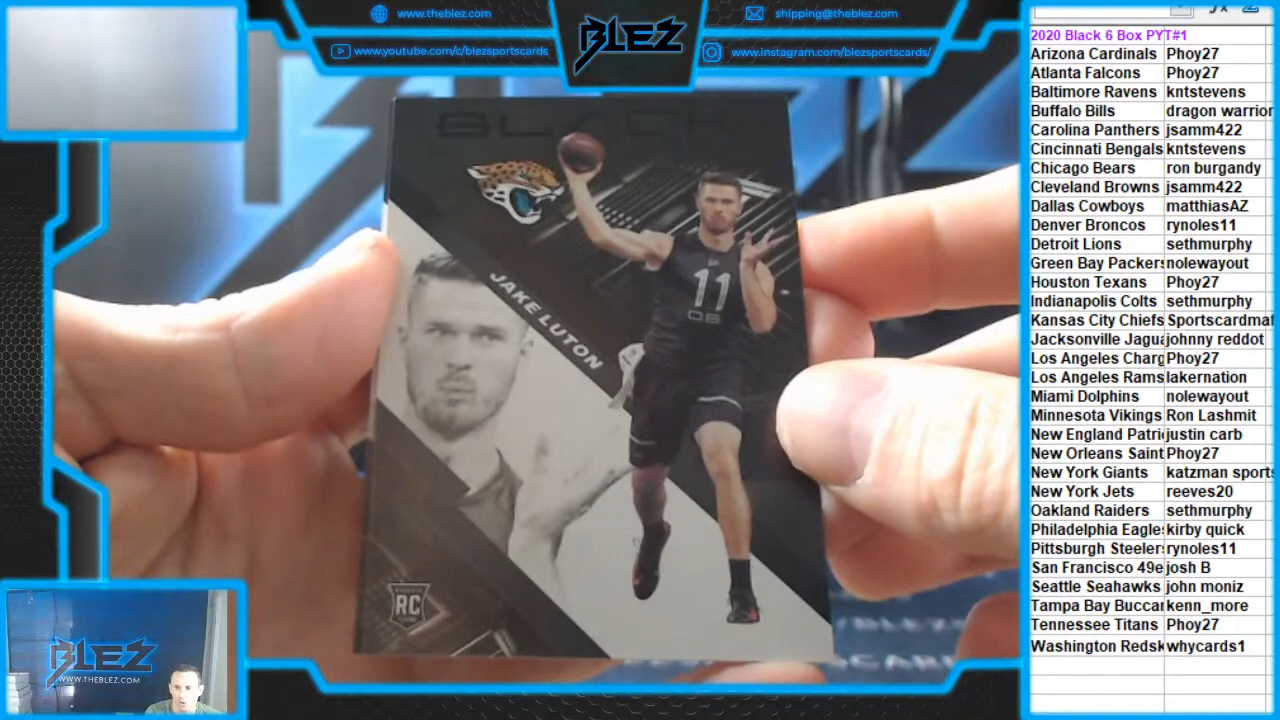 www.theblez.com
shipping@theblez.com
www.youtube.com/c/blezsportscards
www.instagram.com/blezsportscards/
BLEZ
BLACK
JAKE LUTON
11
QB
RC
BLEZ
WWW.THEBLEZ.COM
2020 Black 6 Box PYT#1
Arizona Cardinals Phoy27
Atlanta Falcons Phoy27
Baltimore Ravens kntstevens
Buffalo Bills dragon warrior
Carolina Panthers jsamm422
Cincinnati Bengals kntstevens
Chicago Bears ron burgandy
Cleveland Browns jsamm422
Dallas Cowboys matthiasAZ
Denver Broncos rynoles11
Detroit Lions sethmurphy
Green Bay Packers nolewayout
Houston Texans Phoy27
Indianapolis Colts sethmurphy
Kansas City Chiefs Sportscardmat
Jacksonville Jagua johnny reddot
Los Angeles Charg Phoy27
Los Angeles Rams lakernation
Miami Dolphins nolewayout
Minnesota Vikings Ron Lashmit
New England Patri justin carb
New Orleans Saint Phoy27
New York Giants katzman sports
New York Jets reeves20
Oakland Raiders sethmurphy
Philadelphia Eagle kirby quick
Pittsburgh Steeler rynoles11
San Francisco 49e josh B
Seattle Seahawks john moniz
Tampa Bay Buccar kenn_more
Tennessee Titans Phoy27
Washington Redsk whycards1